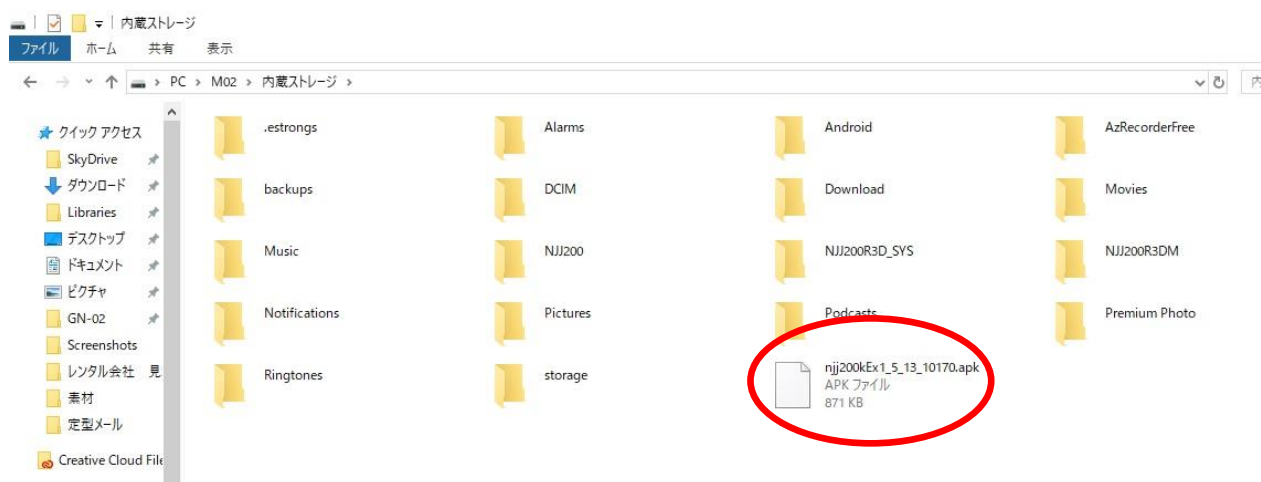 内蔵ストレージ
ファイル ホーム 共有 表示
PC › M02 › 内蔵ストレージ ›
クイック アクセス
SkyDrive
ダウンロード
Libraries
デスクトップ
ドキュメント
ピクチャ
GN-02
Screenshots
レンタル会社 見
素材
定型メール
Creative Cloud File
.estrongs Alarms Android AzRecorderFree
backups DCIM Download Movies
Music NJJ200 NJJ200R3D_SYS NJJ200R3DM
Notifications Pictures Podcasts Premium Photo
Ringtones storage njj200kEx1_5_13_10170.apk
APK ファイル
871 KB